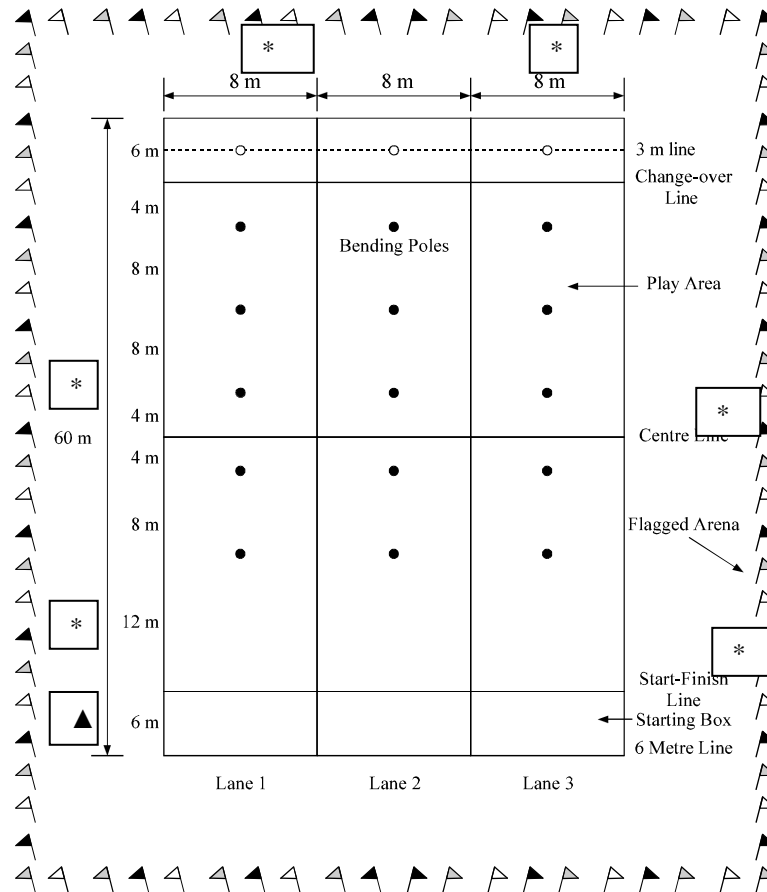 *
*
8 m
8 m
8 m
6 m
3 m line
Change-over
Line
4 m
Bending Poles
8 m
Play Area
8 m
*
*
4 m
60 m
Centre Line
4 m
8 m
Flagged Arena
12 m
*
*
Start-Finish
Line
6 m
Starting Box
6 Metre Line
Lane 1
Lane 2
Lane 3